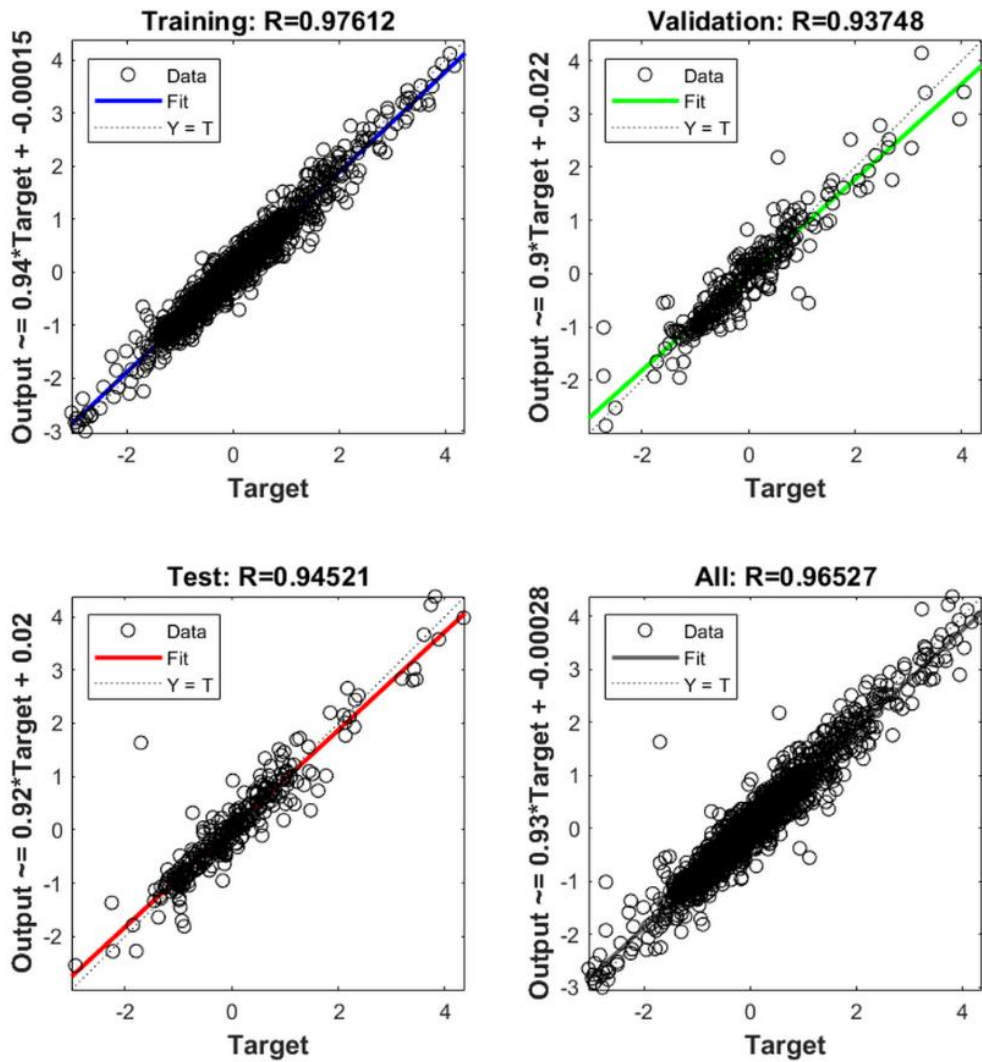 Training: R=0.97612
Output ~= 0.94*Target + -0.00015
4
3
2
1
0
-1
-2
-3
Data
Fit
Y = T
-2 0 2 4
Target
Validation: R=0.93748
Output ~= 0.9*Target + -0.022
4
3
2
1
0
-1
-2
Data
Fit
Y = T
-2 0 2 4
Target
Test: R=0.94521
Output ~= 0.92*Target + 0.02
4
3
2
1
0
-1
-2
Data
Fit
Y = T
-2 0 2 4
Target
All: R=0.96527
Output ~= 0.93*Target + -0.00028
4
3
2
1
0
-1
-2
-3
Data
Fit
Y = T
-2 0 2 4
Target